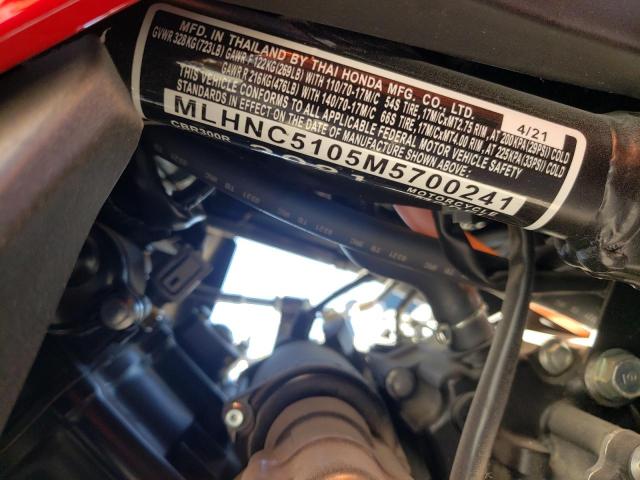 MFD. IN THAILAND BY THAI HONDA MFG. CO., LTD. 4/21
GVWR 328KG(723LB) GAWR F 122KG(269LB) WITH 110/70-17M/C 54S TIRE, 17M/CxMT2.75 RIM AT 200KPA(29PSI) COLD
GAWR R 216KG(476LB) WITH 140/70-17M/C 66S TIRE, 17M/CxMT4.00 RIM AT 225KPA(33PSI) COLD
THIS VEHICLE CONFORMS TO ALL APPLICABLE FEDERAL MOTOR VEHICLE SAFETY
STANDARDS IN EFFECT ON THE DATE OF MANUFACTURE SHOWN ABOVE.
MLHNC5105M5700241
CBR300R 2021 MOTORCYCLE